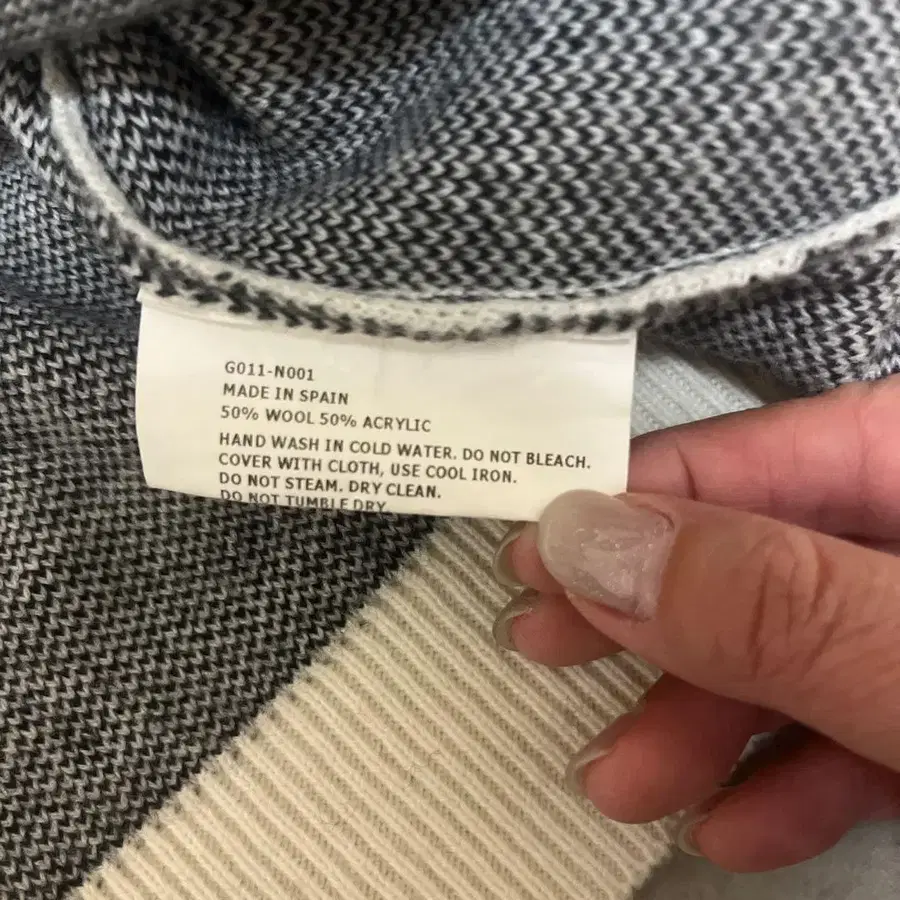 G011-N001
MADE IN SPAIN
50% WOOL 50% ACRYLIC
HAND WASH IN COLD WATER. DO NOT BLEACH.
COVER WITH CLOTH, USE COOL IRON.
DO NOT STEAM. DRY CLEAN.
DO NOT TUMBLE DRY